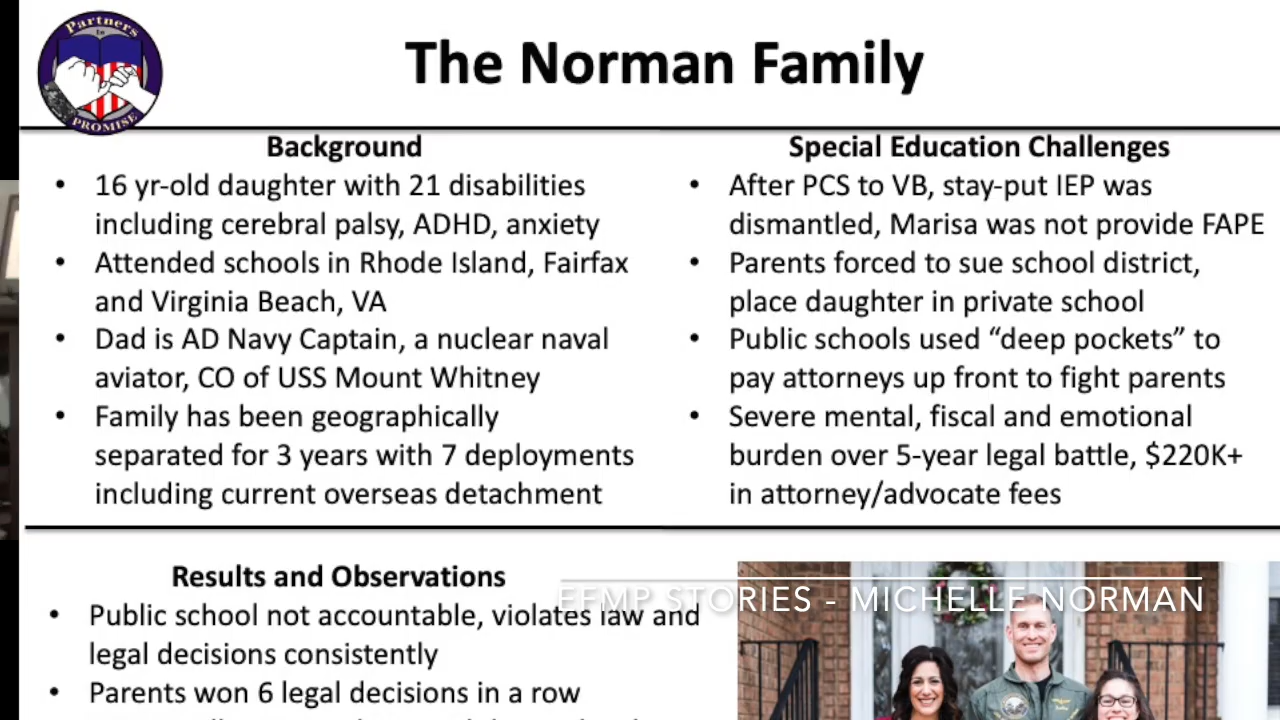 Partners
in
PROMISE
The Norman Family
Background
• 16 yr-old daughter with 21 disabilities
including cerebral palsy, ADHD, anxiety
• Attended schools in Rhode Island, Fairfax
and Virginia Beach, VA
• Dad is AD Navy Captain, a nuclear naval
aviator, CO of USS Mount Whitney
• Family has been geographically
separated for 3 years with 7 deployments
including current overseas detachment
Special Education Challenges
• After PCS to VB, stay-put IEP was
dismantled, Marisa was not provide FAPE
• Parents forced to sue school district,
place daughter in private school
• Public schools used “deep pockets” to
pay attorneys up front to fight parents
• Severe mental, fiscal and emotional
burden over 5-year legal battle, $220K+
in attorney/advocate fees
Results and Observations
• Public school not accountable, violates law and
legal decisions consistently
• Parents won 6 legal decisions in a row
EFMP STORIES - MICHELLE NORMAN